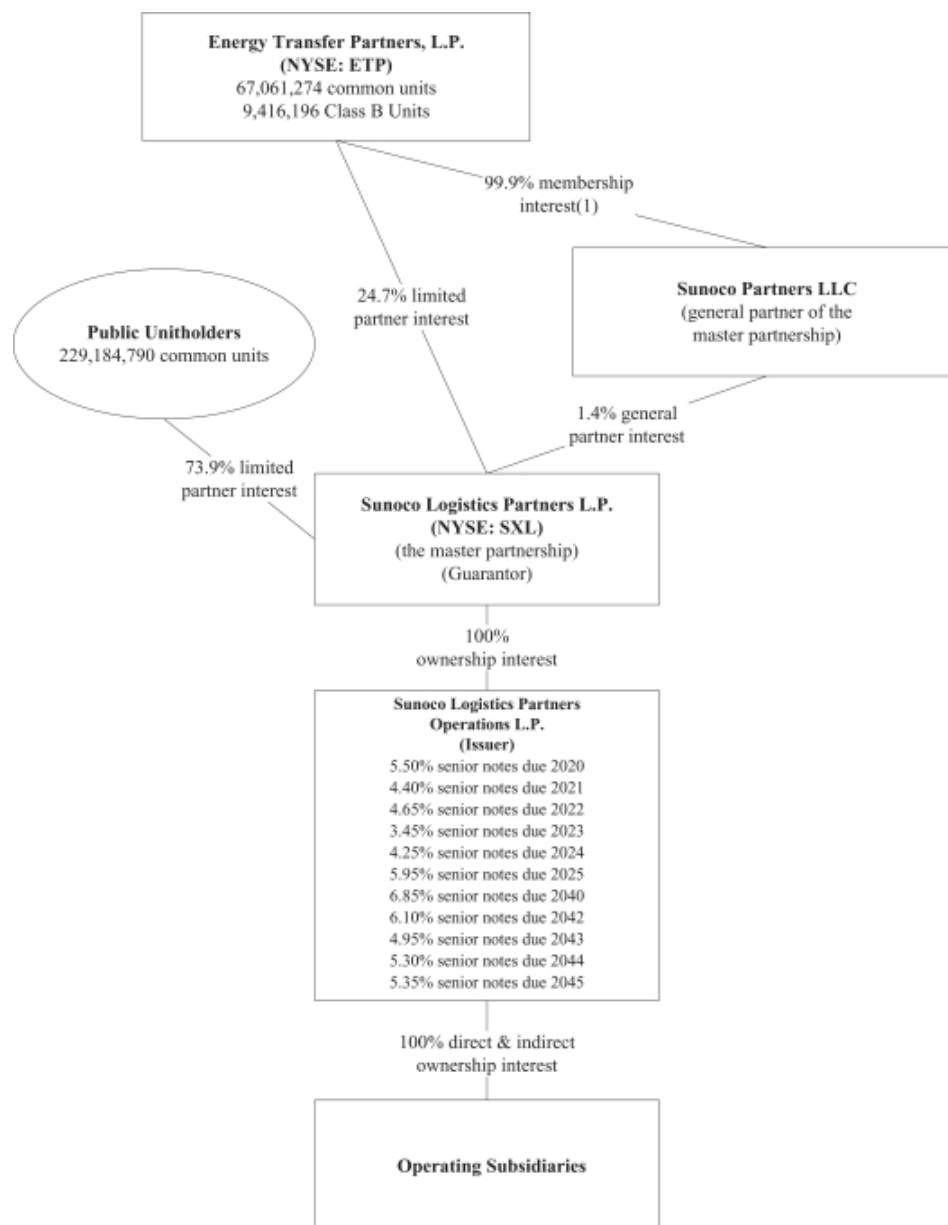 Energy Transfer Partners, L.P.
(NYSE: ETP)
67,061,274 common units
9,416,196 Class B Units
99.9% membership
interest(1)
Sunoco Partners LLC
(general partner of the
master partnership)
24.7% limited
partner interest
Public Unitholders
229,184,790 common units
1.4% general
partner interest
73.9% limited
partner interest
Sunoco Logistics Partners L.P.
(NYSE: SXL)
(the master partnership)
(Guarantor)
100%
ownership interest
Sunoco Logistics Partners
Operations L.P.
(Issuer)
5.50% senior notes due 2020
4.40% senior notes due 2021
4.65% senior notes due 2022
3.45% senior notes due 2023
4.25% senior notes due 2024
5.95% senior notes due 2025
6.85% senior notes due 2040
6.10% senior notes due 2042
4.95% senior notes due 2043
5.30% senior notes due 2044
5.35% senior notes due 2045
100% direct & indirect
ownership interest
Operating Subsidiaries